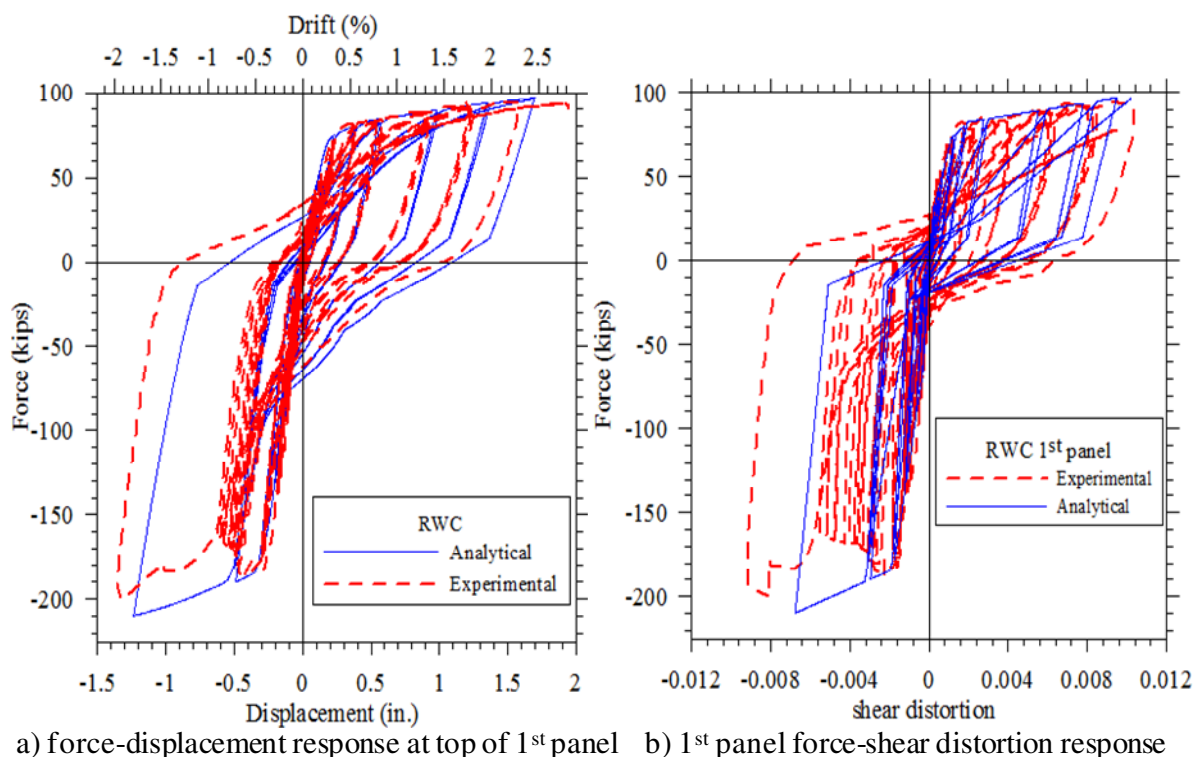 Drift (%)
-2 -1.5 -1 -0.5 0 0.5 1 1.5 2 2.5
100
50
0
-50
-100
-150
-200
Force (kips)
RWC
Analytical
Experimental
-1.5 -1 -0.5 0 0.5 1 1.5 2
Displacement (in.)
a) force-displacement response at top of 1st panel
100
50
0
-50
-100
-150
-200
Force (kips)
RWC 1st panel
Experimental
Analytical
-0.012 -0.008 -0.004 0 0.004 0.008 0.012
shear distortion
b) 1st panel force-shear distortion response